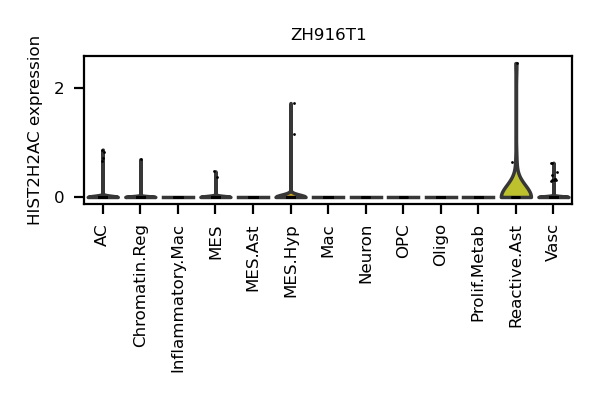 ZH916T1
HIST2H2AC expression
2
0
AC
Chromatin.Reg
Inflammatory.Mac
MES
MES.Ast
MES.Hyp
Mac
Neuron
OPC
Oligo
Prolif.Metab
Reactive.Ast
Vasc